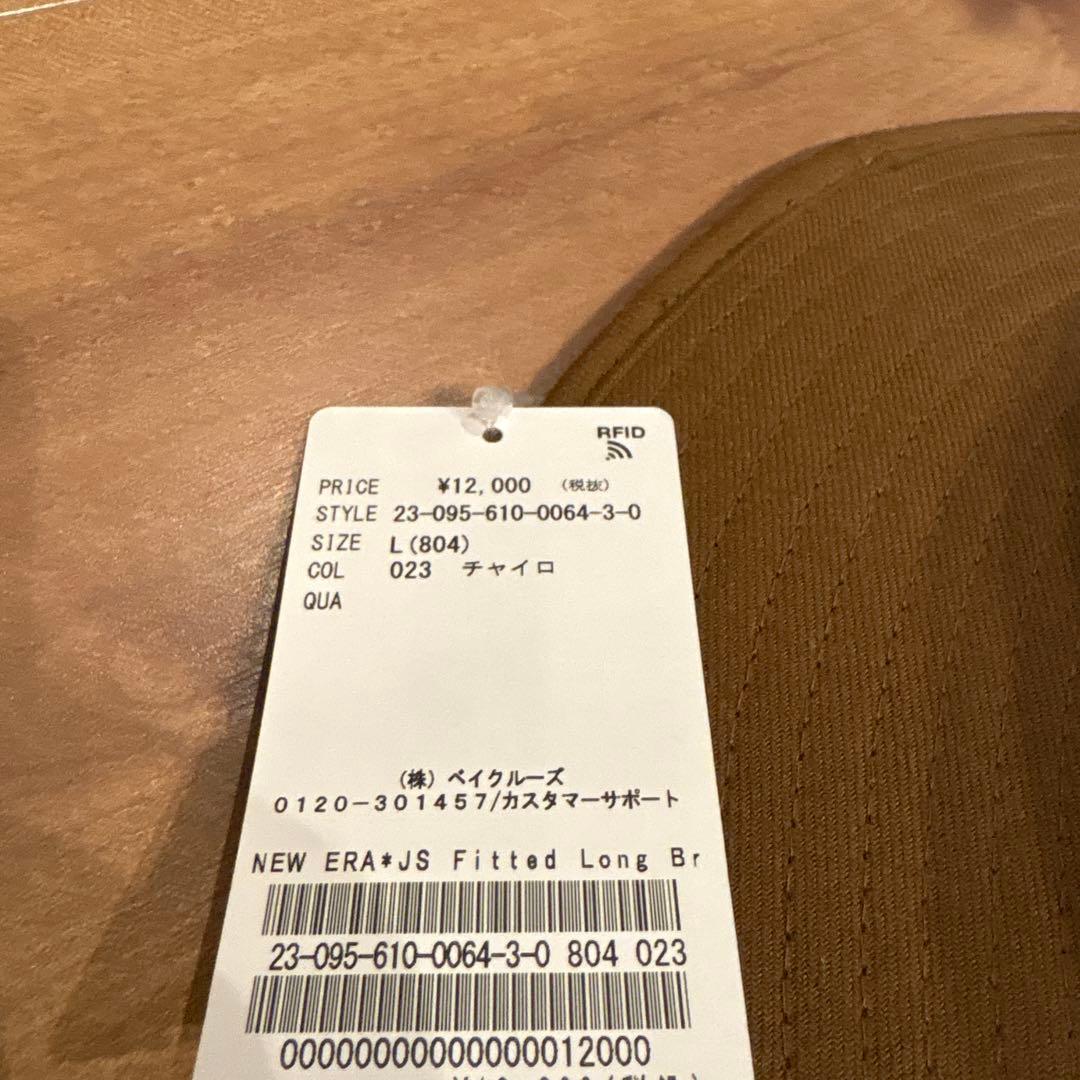 RFID
PRICE ¥12,000 (税抜)
STYLE 23-095-610-0064-3-0
SIZE L(804)
COL 023 チャイロ
QUA
(株)ベイクルーズ
0120-301457/カスタマーサポート
NEW ERA*JS Fitted Long Br
23-095-610-0064-3-0 804 023
00000000000000012000